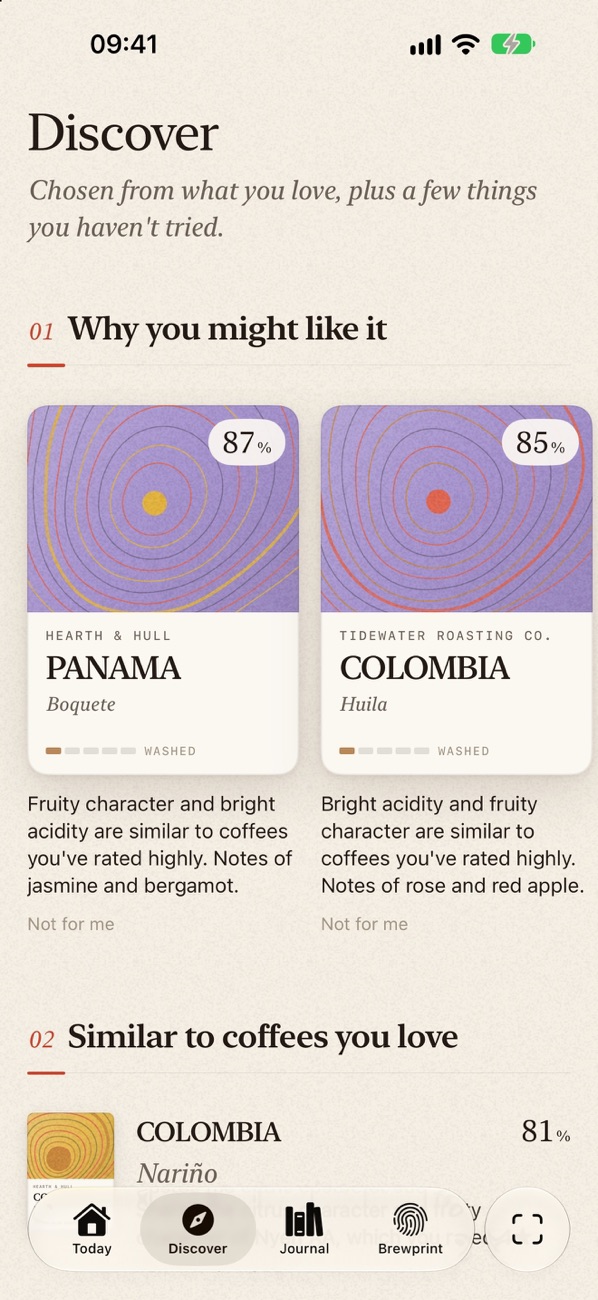 09:41
Discover
Chosen from what you love, plus a few things
you haven't tried.
01 Why you might like it
87%
HEARTH & HULL
PANAMA
Boquete
WASHED
Fruity character and bright
acidity are similar to coffees
you've rated highly. Notes of
jasmine and bergamot.
Not for me
85%
TIDEWATER ROASTING CO.
COLOMBIA
Huila
WASHED
Bright acidity and fruity
character are similar to
coffees you've rated highly.
Notes of rose and red apple.
Not for me
02 Similar to coffees you love
COLOMBIA
81%
Nariño
Today
Discover
Journal
Brewprint